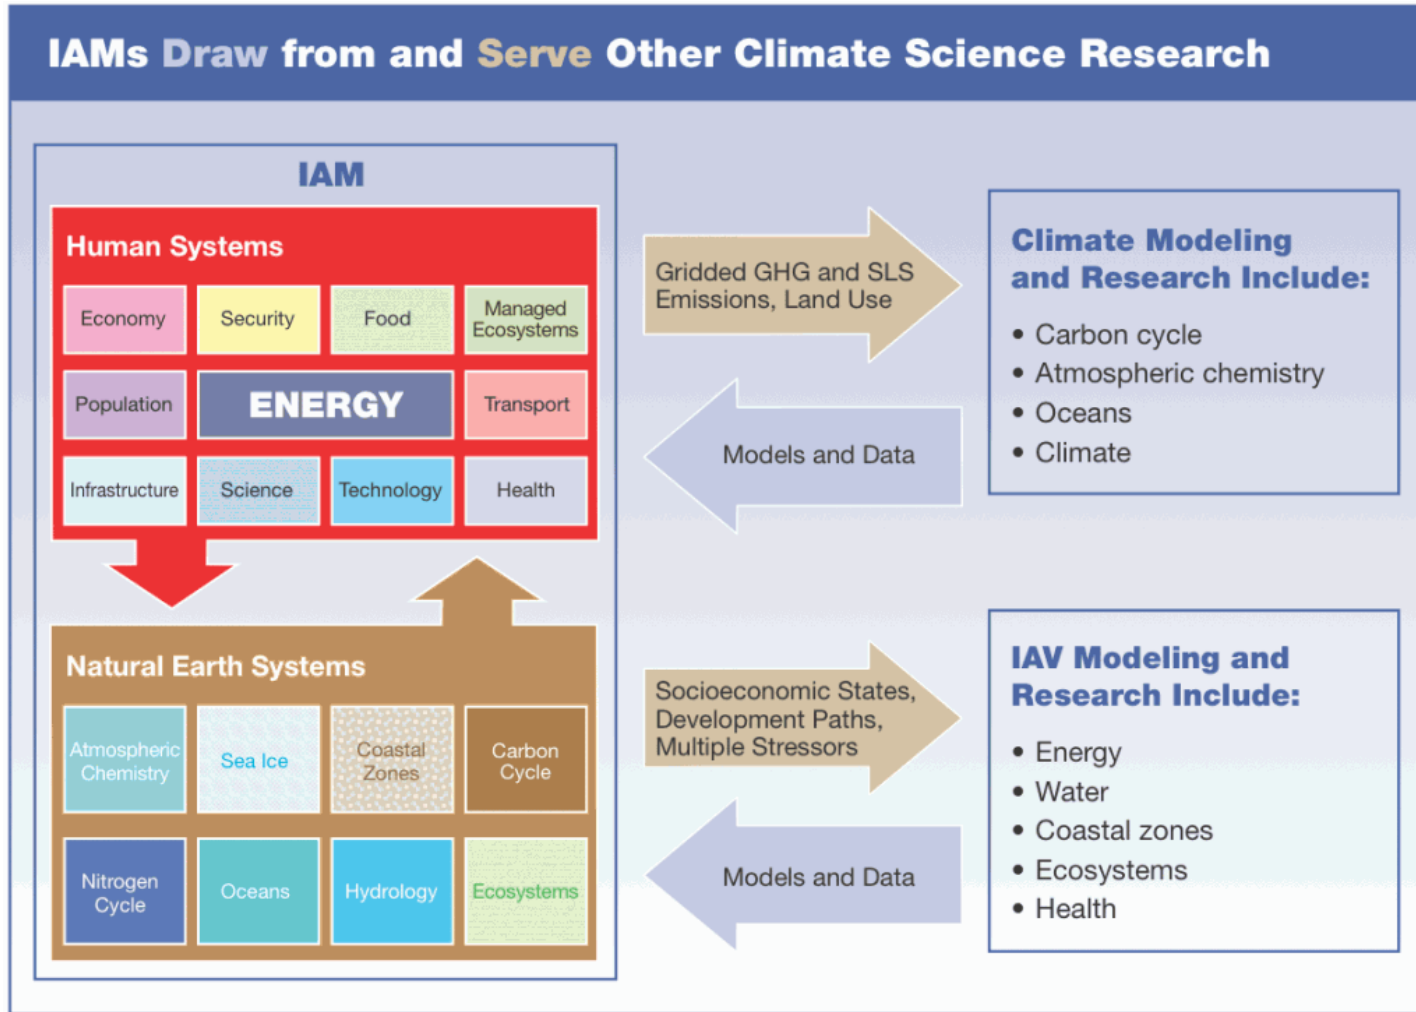 IAMs Draw from and Serve Other Climate Science Research
IAM
Human Systems
Economy
Security
Food
Managed
Ecosystems
Population
ENERGY
Transport
Infrastructure
Science
Technology
Health
Natural Earth Systems
Atmospheric
Chemistry
Sea Ice
Coastal
Zones
Carbon
Cycle
Nitrogen
Cycle
Oceans
Hydrology
Ecosystems
Gridded GHG and SLS
Emissions, Land Use
Models and Data
Climate Modeling
and Research Include:
• Carbon cycle
• Atmospheric chemistry
• Oceans
• Climate
Socioeconomic States,
Development Paths,
Multiple Stressors
Models and Data
IAV Modeling and
Research Include:
• Energy
• Water
• Coastal zones
• Ecosystems
• Health